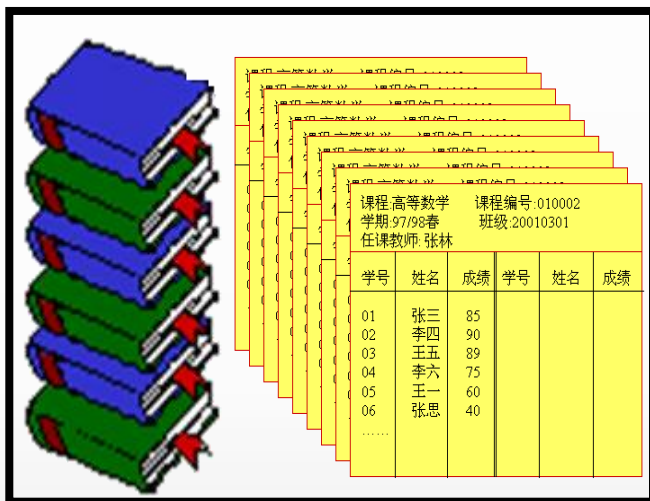 课程:高等数学 课程编号:010002
学期:97/98春 班级:20010301
任课教师:张林
学号 姓名 成绩 学号 姓名 成绩
01 张三 85
02 李四 90
03 王五 89
04 李六 75
05 王一 60
06 张思 40
……